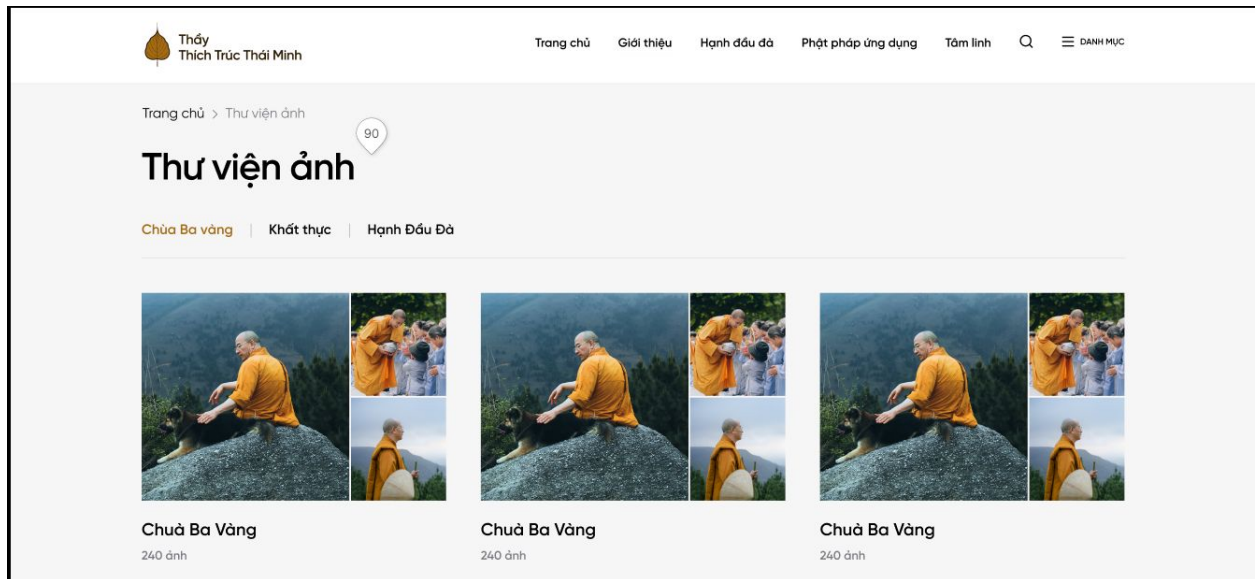 Thầy
Thích Trúc Thái Minh
Trang chủ Giới thiệu Hạnh đầu đà Phật pháp ứng dụng Tâm linh DANH MỤC
Trang chủ > Thư viện ảnh
90
Thư viện ảnh
Chùa Ba vàng | Khất thực | Hạnh Đầu Đà
Chuà Ba Vàng Chuà Ba Vàng Chuà Ba Vàng
240 ảnh 240 ảnh 240 ảnh